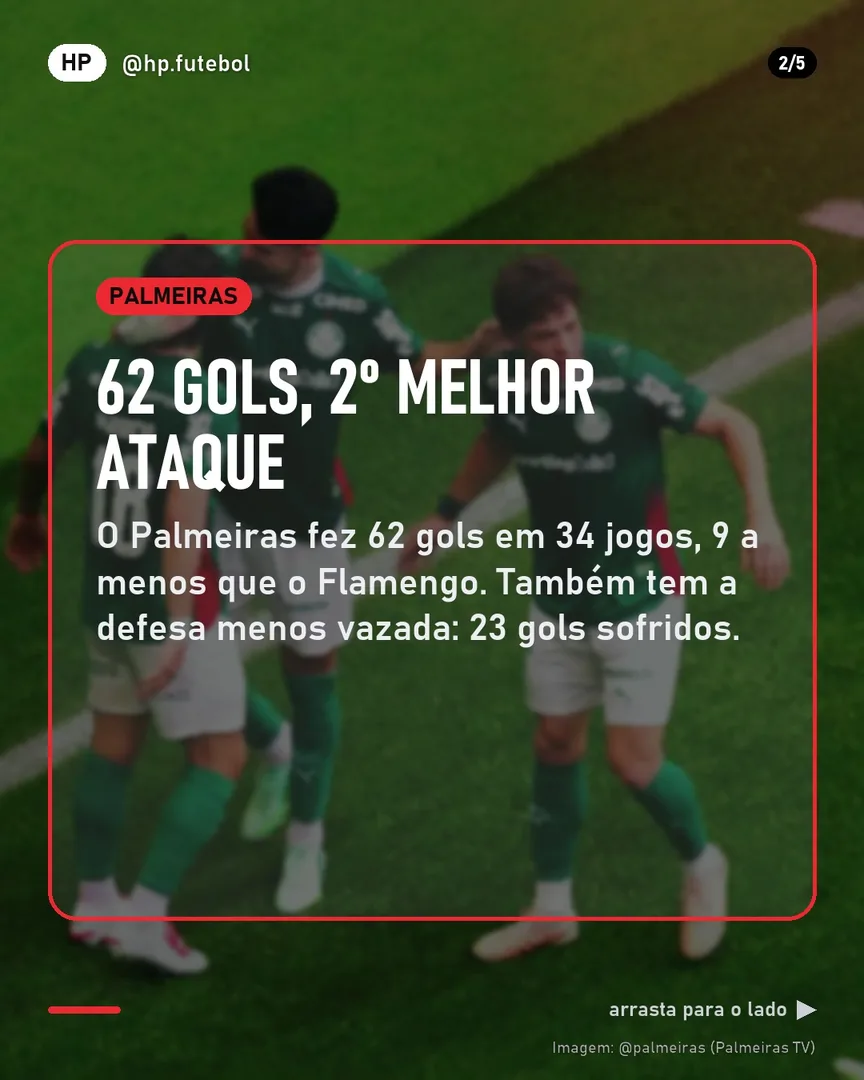 HP @hp.futebol
2/5
PALMEIRAS
62 GOLS, 2º MELHOR
ATAQUE
O Palmeiras fez 62 gols em 34 jogos, 9 a
menos que o Flamengo. Também tem a
defesa menos vazada: 23 gols sofridos.
arrasta para o lado ▶
Imagem: @palmeiras (Palmeiras TV)